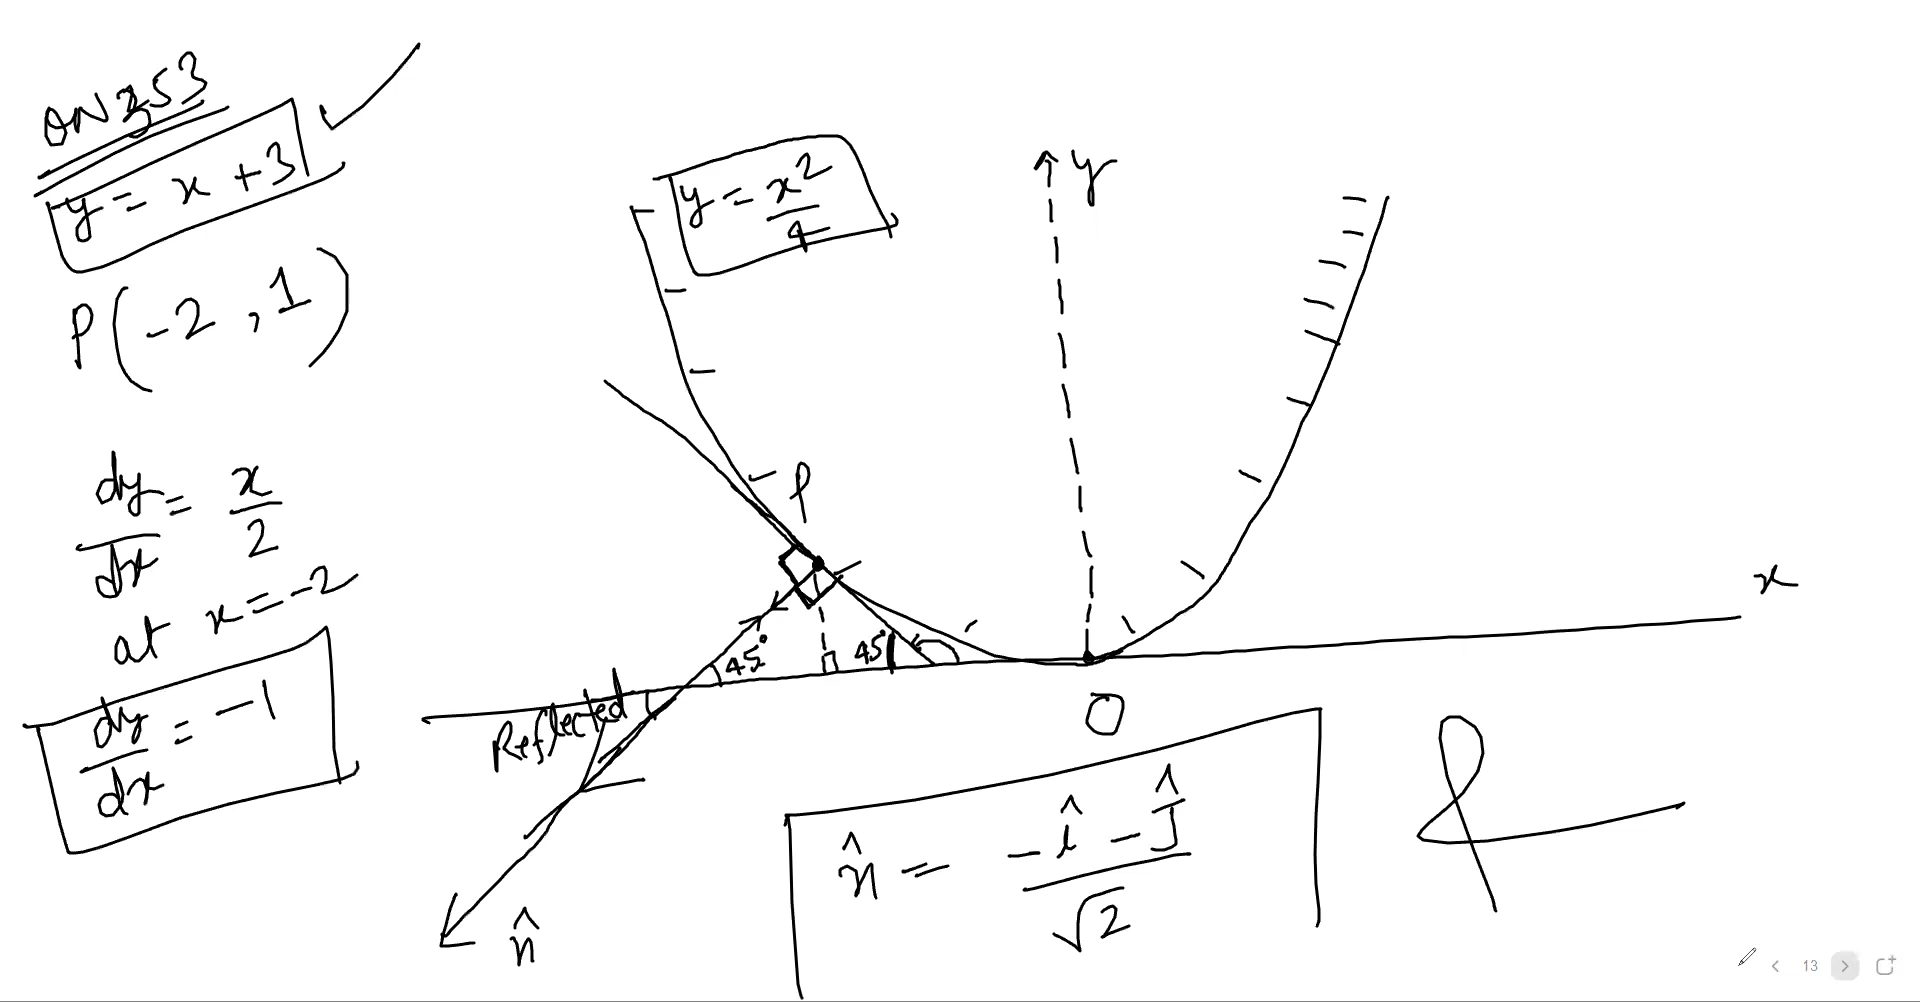 QN 353
y = x + 3
P(-2, 1)
dy/dx = x/2
at x = -2
dy/dx = -1
y = x²/4
y
x
P
45°
45°
Reflected
O
n̂
n̂ = (-î - ĵ)/√2
13